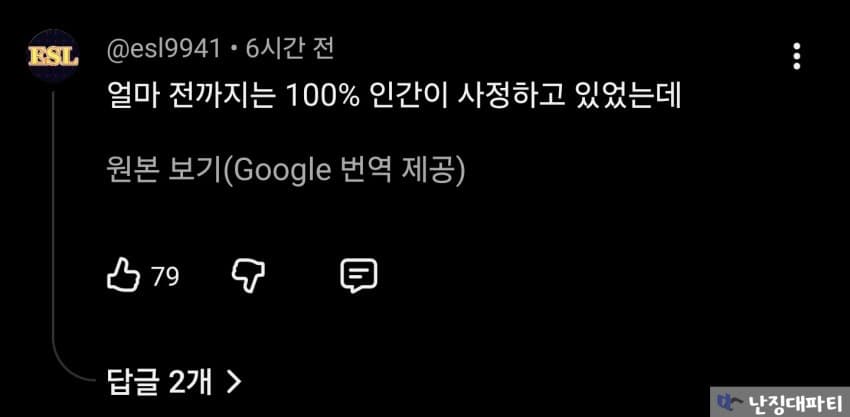 ESL
@esl9941 • 6시간 전
얼마 전까지는 100% 인간이 사정하고 있었는데
원본 보기(Google 번역 제공)
79
답글 2개 >
난징대파티